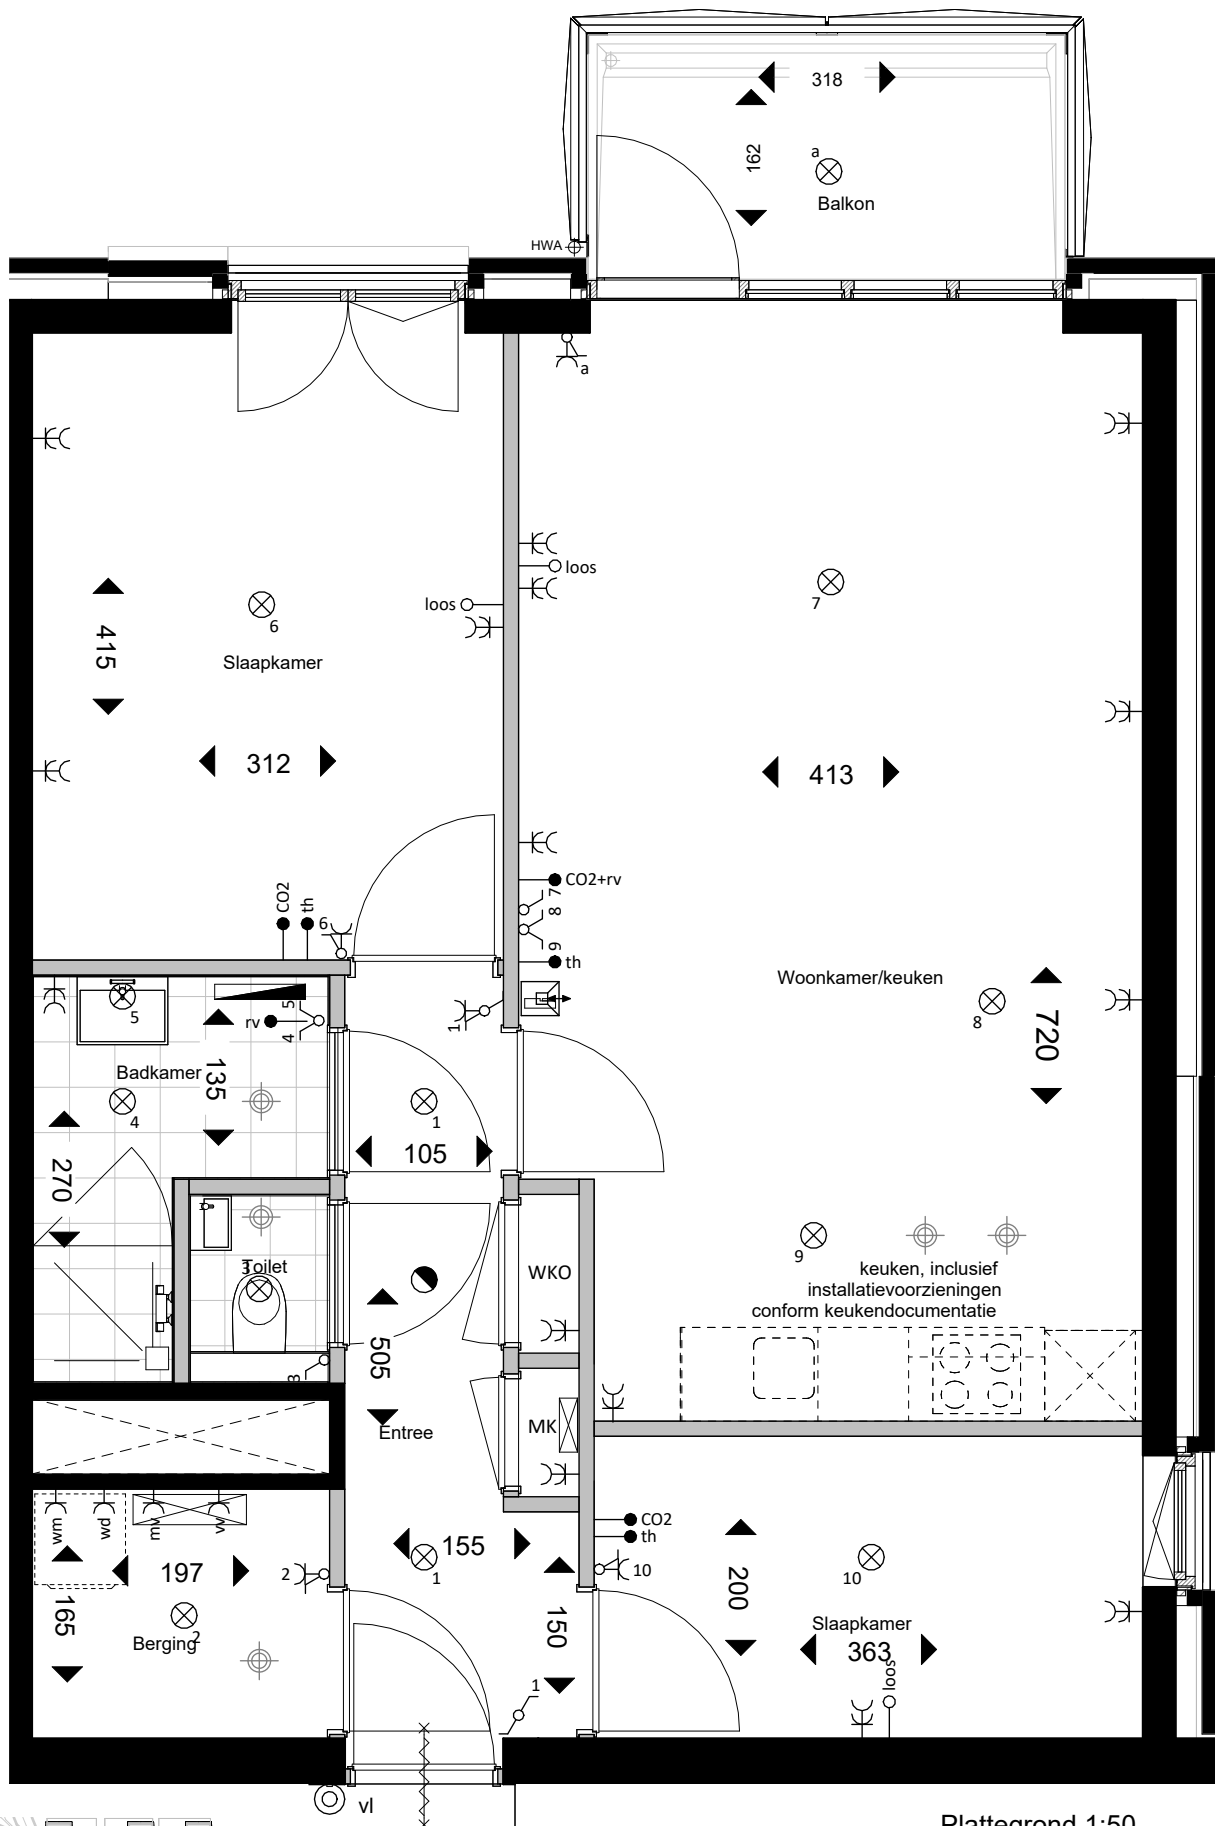 318
162
a
Balkon
HWA
a
loos
loos
6
7
Slaapkamer
415
312
413
CO2
th
6
CO2+rv
7
8
9
th
Woonkamer/keuken
8
720
5
rv
5
4
1
Badkamer
135
4
1
105
270
Toilet
3
WKO
9
keuken, inclusief
installatievoorzieningen
conform keukendocumentatie
505
3
Entree
MK
wm
wd
mv
vv
CO2
th
155
1
2
197
10
10
200
165
150
Slaapkamer
363
Berging
2
loos
1
vl
Plattegrond 1:50